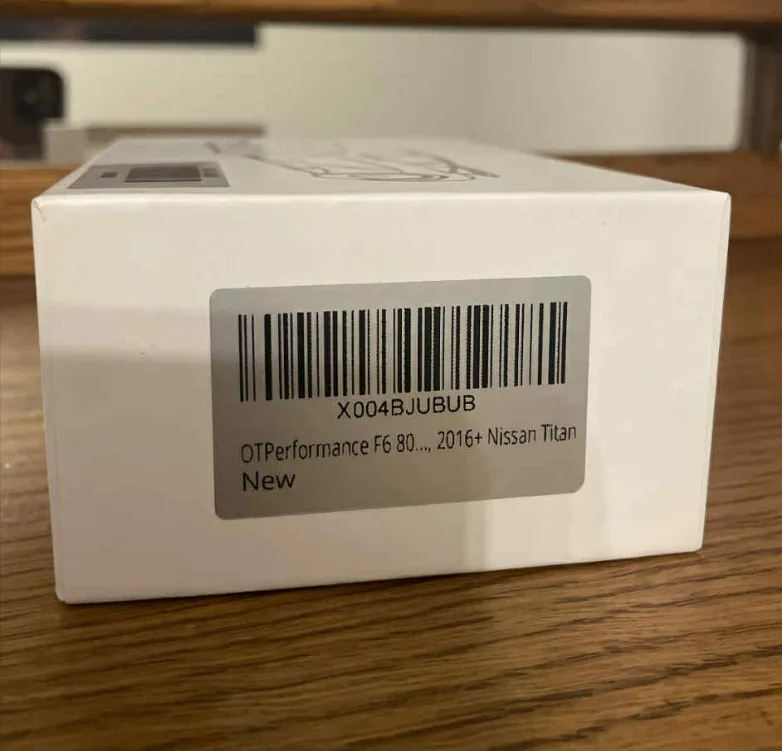 X004BJUBUB
OTPerformance F6 80..., 2016+ Nissan Titan
New